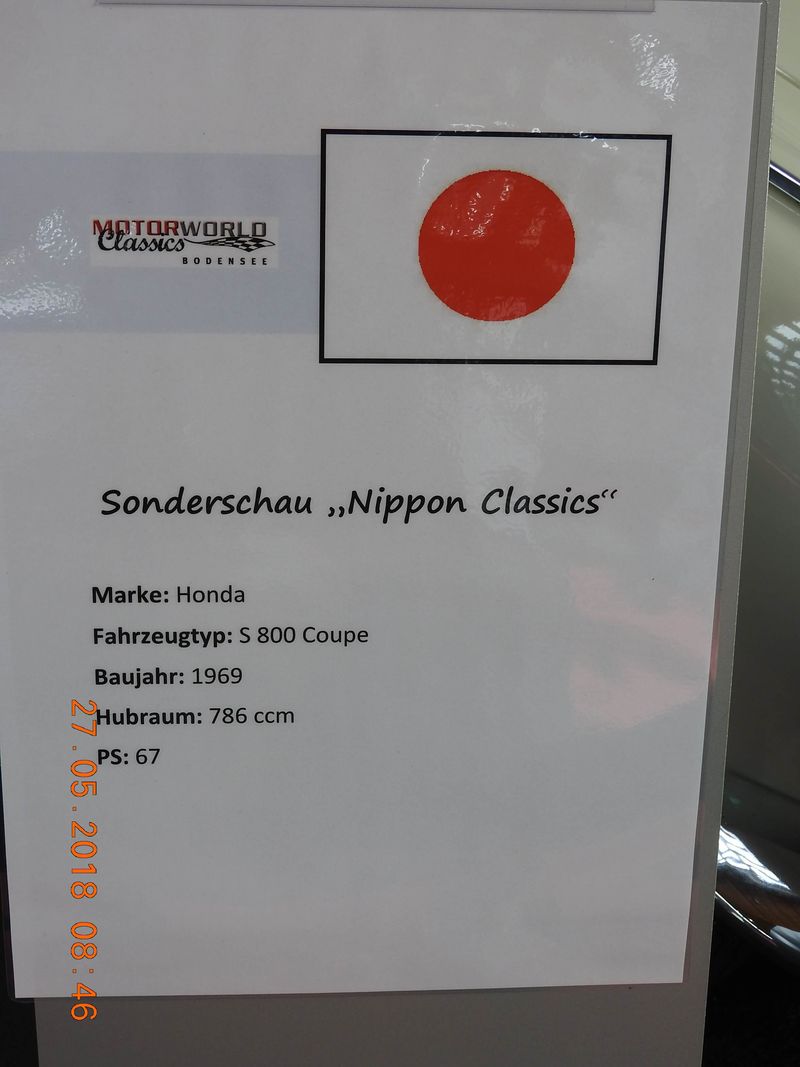 MOTORWORLD
Classics
BODENSEE
Sonderschau „Nippon Classics“
Marke: Honda
Fahrzeugtyp: S 800 Coupe
Baujahr: 1969
Hubraum: 786 ccm
PS: 67
27.05.2018 08:46